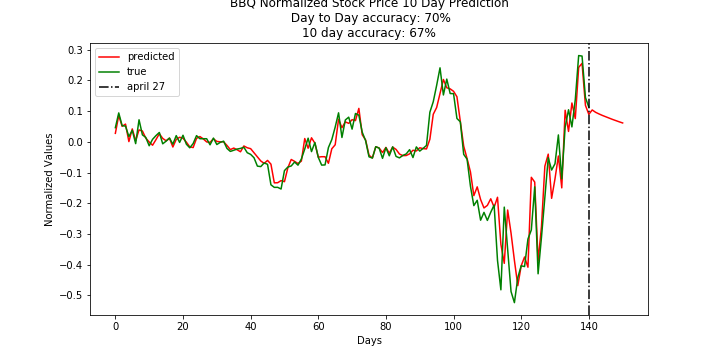 BBQ Normalized Stock Price 10 Day Prediction
Day to Day accuracy: 70%
10 day accuracy: 67%
predicted
true
april 27
0.3
0.2
0.1
0.0
−0.1
−0.2
−0.3
−0.4
−0.5
Normalized Values
0 20 40 60 80 100 120 140
Days